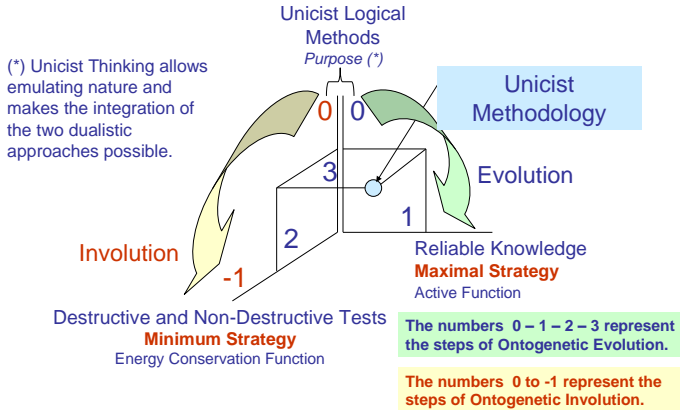 Unicist Logical
Methods
Purpose (*)
(*) Unicist Thinking allows
emulating nature and
makes the integration of
the two dualistic
approaches possible.
0
0
Unicist
Methodology
3
Evolution
1
2
Involution
-1
Reliable Knowledge
Maximal Strategy
Active Function
Destructive and Non-Destructive Tests
Minimum Strategy
Energy Conservation Function
The numbers 0 – 1 – 2 – 3 represent
the steps of Ontogenetic Evolution.
The numbers 0 to -1 represent the
steps of Ontogenetic Involution.